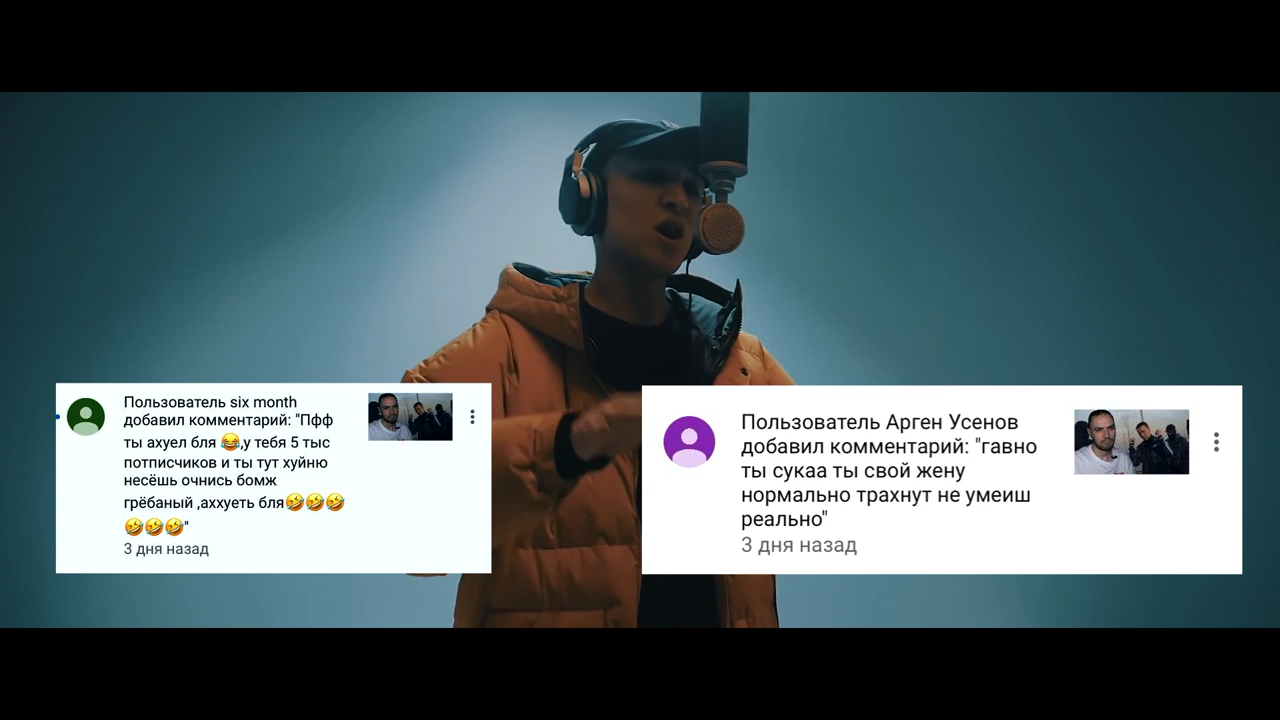 Пользователь six month
добавил комментарий: "Пфф
ты ахуел бля 😂,у тебя 5 тыс
потписчиков и ты тут хуйню
несёшь очнись бомж
грёбаный ,аххуеть бля🤣🤣🤣
🤣🤣🤣"
3 дня назад
Пользователь Арген Усенов
добавил комментарий: "гавно
ты сукаа ты свой жену
нормально трахнут не умеиш
реально"
3 дня назад